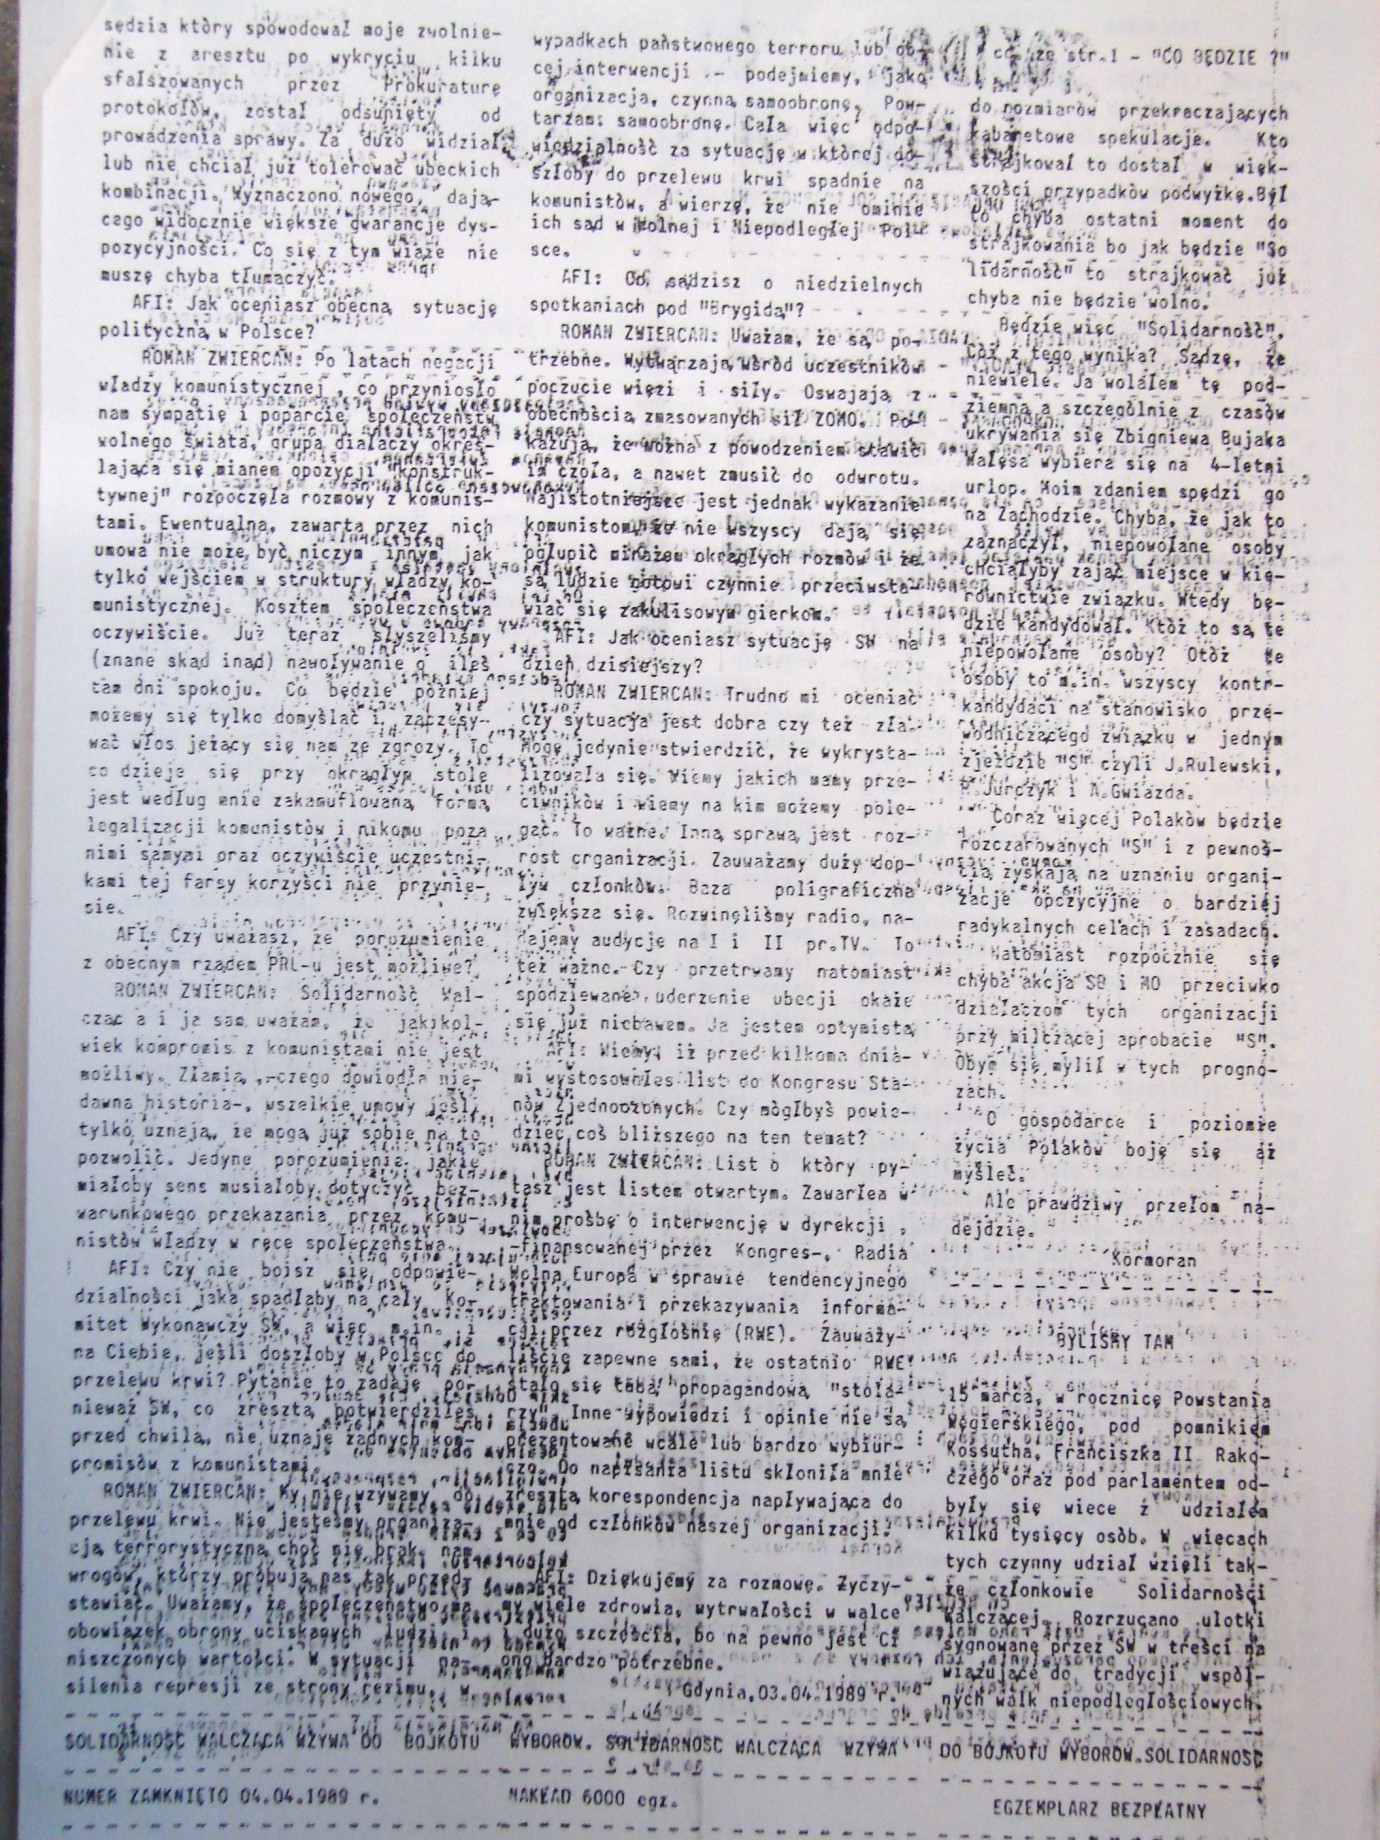 sędzia który spowodował moje zwolnie-
nie z aresztu po wykryciu kilku
sfałszowanych przez Prokuraturę
protokołów, został odsunięty od
prowadzenia sprawy. Za dużo widział
lub nie chciał już tolerować ubeckich
kombinacji. Wyznaczono nowego, dają-
cego widocznie większe gwarancje dys-
pozycyjności. Co się z tym wiąże nie
muszę chyba tłumaczyć.
AFI: Jak oceniasz obecną sytuację
polityczną w Polsce?
ROMAN ZWIERCAN: Po latach negacji
władzy komunistycznej, co przyniosło
nam sympatię i poparcie społeczeństw
wolnego świata, grupa działaczy okreś-
lająca się mianem opozycji "konstruk-
tywnej" rozpoczęła rozmowy z komunis-
tami. Ewentualna, zawarta przez nich
umowa nie może być niczym innym jak
tylko wejściem w struktury władzy ko-
munistycznej. Kosztem społeczeństwa
oczywiście. Już teraz słyszeliśmy
(znane skąd inąd) nawoływanie o ileś
tam dni spokoju. Co będzie później
możemy się tylko domyślać i zaczesy-
wać włos jeżący się nam ze zgrozy. To
co dzieje się przy okrągłym stole
jest według mnie zakamuflowaną formą
legalizacji komunistów i nikomu poza
nimi samymi oraz oczywiście uczestni-
kami tej farsy korzyści nie przynie-
sie.
AFI: Czy uważasz, że porozumienie
z obecnym rządem PRL-u jest możliwe?
ROMAN ZWIERCAN: Solidarność Wal-
cząc a i ja sam uważam, że jakikol-
wiek kompromis z komunistami nie jest
możliwy. Złamią ,-czego dowiodła nie-
dawna historia-, wszelkie umowy jeśli
tylko uznają, że mogą już sobie na to
pozwolić. Jedyne porozumienie jakie
miałoby sens musiałoby dotyczyć bez-
warunkowego przekazania przez komu-
nistów władzy w ręce społeczeństwa.
AFI: Czy nie boisz się odpowie-
dzialności jaka spadłaby na cały Ko-
mitet Wykonawczy SW, a więc m.in. i
na Ciebie, jeśli doszłoby w Polsce do
przelewu krwi? Pytanie to zadaję po-
nieważ SW, co zresztą potwierdziłeś
przed chwilą, nie uznaje żadnych kom-
promisów z komunistami.
ROMAN ZWIERCAN: My nie wzywamy do
przelewu krwi. Nie jesteśmy organiza-
cją terrorystyczną choć nie brak nam
wrogów, którzy próbują nas tak przed-
stawiać. Uważamy, że społeczeństwo ma
obowiązek obrony uciskanych ludzi i
niszczonych wartości. W sytuacji na-
silenia represji ze strony reżimu, w
wypadkach państwowego terroru lub ob-
cej interwencji - podejmiemy, jako
organizacja, czynną samoobronę. Pow-
tarzam: samoobronę. Cała więc odpo-
wiedzialność za sytuację w której do-
szłoby do przelewu krwi spadnie na
komunistów, a wierzę, że nie ominie
ich sąd w Wolnej i Niepodległej Pol-
sce.
AFI: Co sądzisz o niedzielnych
spotkaniach pod "Brygidą"?
ROMAN ZWIERCAN: Uważam, że są po-
trzebne. Wytwarzają wśród uczestników
poczucie więzi i siły. Oswajają z
obecnością zmasowanych sił ZOMO. Po-
kazują, że można z powodzeniem stawić
im czoła, a nawet zmusić do odwrotu.
Najistotniejsze jest jednak wykazanie
komunistom, że nie wszyscy dają się
ogłupić mirażem okrągłych rozmów i że
są ludzie gotowi czynnie przeciwsta-
wiać się zakulisowym gierkom.
AFI: Jak oceniasz sytuację SW na
dzień dzisiejszy?
ROMAN ZWIERCAN: Trudno mi oceniać
czy sytuacja jest dobra czy też zła.
Mogę jedynie stwierdzić, że wykrysta-
lizowała się. Wiemy jakich mamy prze-
ciwników i wiemy na kim możemy pole-
gać. To ważne. Inną sprawą jest roz-
rost organizacji. Zauważamy duży dop-
ływ członków. Baza poligraficzna
zwiększa się. Rozwinęliśmy radio, na-
dajemy audycje na I i II pr.TV. To
też ważne. Czy przetrwamy natomiast
spodziewane uderzenie ubecji okaże
się już niebawem. Ja jestem optymistą
AFI: Wiemy, iż przed kilkoma dnia-
mi wystosowałeś list do Kongresu Sta-
nów Zjednoczonych. Czy mógłbyś powie-
dzieć coś bliższego na ten temat?
ROMAN ZWIERCAN: List o który py-
tasz jest listem otwartym. Zawarłem w
nim prośbę o interwencję w dyrekcji ,
-finansowanej przez Kongres-, Radia
Wolna Europa w sprawie tendencyjnego
traktowania i przekazywania informa-
cji przez rozgłośnię (RWE). Zauważy-
liście zapewne sami, że ostatnio RWE
stało się tubą propagandową "stola-
rzy". Inne wypowiedzi i opinie nie są
prezentowane wcale lub bardzo wybiór-
czo. Do napisania listu skłoniła mnie
zresztą korespondencja napływająca do
mnie od członków naszej organizacji.
AFI: Dziękujemy za rozmowę. Życzy-
my wiele zdrowia, wytrwałości w walce
i dużo szczęścia, bo na pewno jest Ci
ono bardzo potrzebne.
Gdynia,03.04.1989 r.
cd. ze str.1 - "CO BĘDZIE ?"
do rozmiarów przekraczających
kabaretowe spekulacje. Kto
strajkował to dostał w więk-
szości przypadków podwyżkę.Był
to chyba ostatni moment do
strajkowania bo jak będzie "So
lidarność" to strajkować już
chyba nie będzie wolno.
Będzie więc "Solidarność".
Cóż z tego wynika? Sądzę, że
niewiele. Ja wolałem tę pod-
ziemną a szczególnie z czasów
ukrywania się Zbigniewa Bujaka
Wałęsa wybiera się na 4-letni
urlop. Moim zdaniem spędzi go
na Zachodzie. Chyba, że jak to
zaznaczył, niepowołane osoby
chciałyby zająć miejsce w kie-
rownictwie związku. Wtedy bę-
dzie kandydował. Któż to są te
niepowołane osoby? Otóż te
osoby to m.in. wszyscy kontr-
kandydaci na stanowisko prze-
wodniczącego związku w jednym
zjeździe "S" czyli J.Rulewski,
M.Jurczyk i A.Gwiazda.
Coraz więcej Polaków będzie
rozczarowanych "S" i z pewnoś-
cią zyskają na uznaniu organi-
zacje opozycyjne o bardziej
radykalnych celach i zasadach.
Natomiast rozpocznie się
chyba akcja SB i MO przeciwko
działaczom tych organizacji
przy milczącej aprobacie "S".
Obym się mylił w tych progno-
zach.
O gospodarce i poziomie
życia Polaków boję się aż
myśleć.
Ale prawdziwy przełom na-
dejdzie.
Kormoran
BYLIŚMY TAM
15 marca, w rocznicę Powstania
Węgierskiego, pod pomnikiem
Kossutha, Franciszka II Rako-
czego oraz pod parlamentem od-
były się wiece z udziałem
kilku tysięcy osób. W wiecach
tych czynny udział wzięli tak-
że członkowie Solidarności
Walczącej. Rozrzucano ulotki
sygnowane przez SW w treści na
wiązujące do tradycji wspól-
nych walk niepodległościowych.
SOLIDARNOŚĆ WALCZĄCA WZYWA DO BOJKOTU WYBORÓW. SOLIDARNOŚĆ WALCZĄCA WZYWA DO BOJKOTU WYBORÓW.SOLIDARNOŚĆ
NUMER ZAMKNIĘTO 04.04.1989 r. NAKŁAD 6000 egz. EGZEMPLARZ BEZPŁATNY